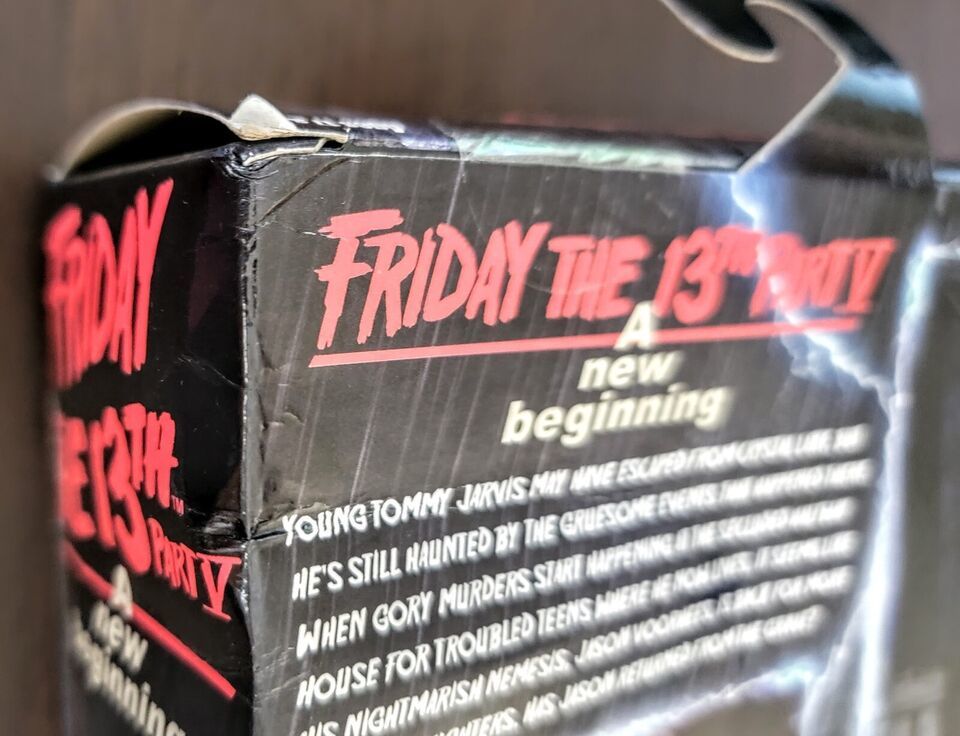 FRIDAY
THE 13TH™
PART V
A
new
beginning
FRIDAY THE 13TH PART V
A
new
beginning
YOUNG TOMMY JARVIS MAY HAVE ESCAPED FROM CRYSTAL LAKE, BUT
HE'S STILL HAUNTED BY THE GRUESOME EVENTS THAT HAPPENED THERE.
WHEN GORY MURDERS START HAPPENING AT THE SECLUDED HALFWAY
HOUSE FOR TROUBLED TEENS WHERE HE NOW LIVES, IT SEEMS LIKE
HIS NIGHTMARISH NEMESIS, JASON VOORHEES, IS BACK FOR MORE
HAS JASON RETURNED FROM THE GRAVE?